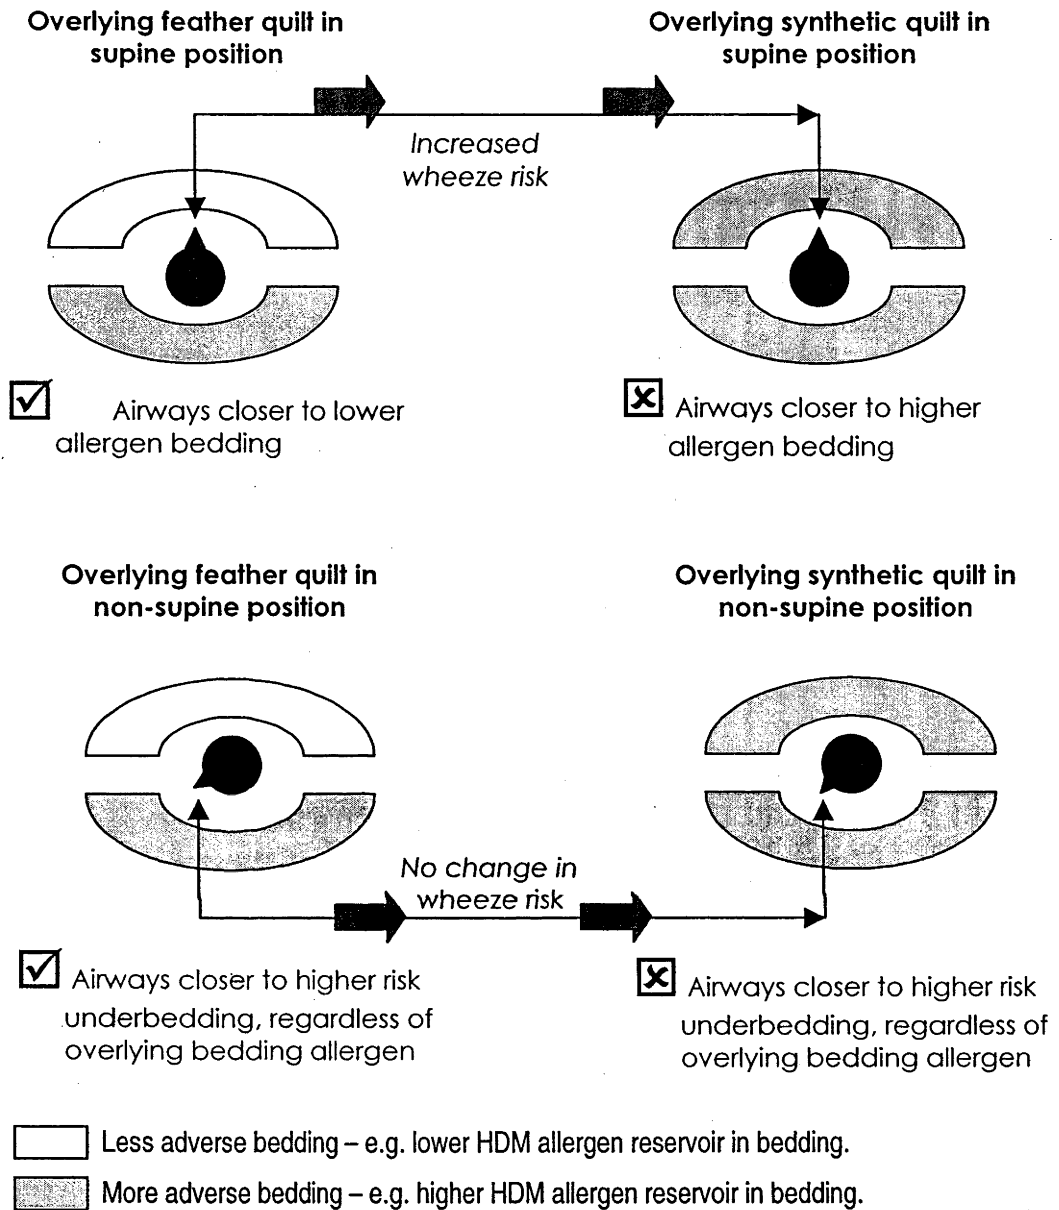 Overlying feather quilt in
supine position
Overlying synthetic quilt in
supine position
Increased
wheeze risk
Airways closer to lower
allergen bedding
Airways closer to higher
allergen bedding
Overlying feather quilt in
non-supine position
Overlying synthetic quilt in
non-supine position
No change in
wheeze risk
Airways closer to higher risk
underbedding, regardless of
overlying bedding allergen
Airways closer to higher risk
underbedding, regardless of
overlying bedding allergen
Less adverse bedding – e.g. lower HDM allergen reservoir in bedding.
More adverse bedding – e.g. higher HDM allergen reservoir in bedding.